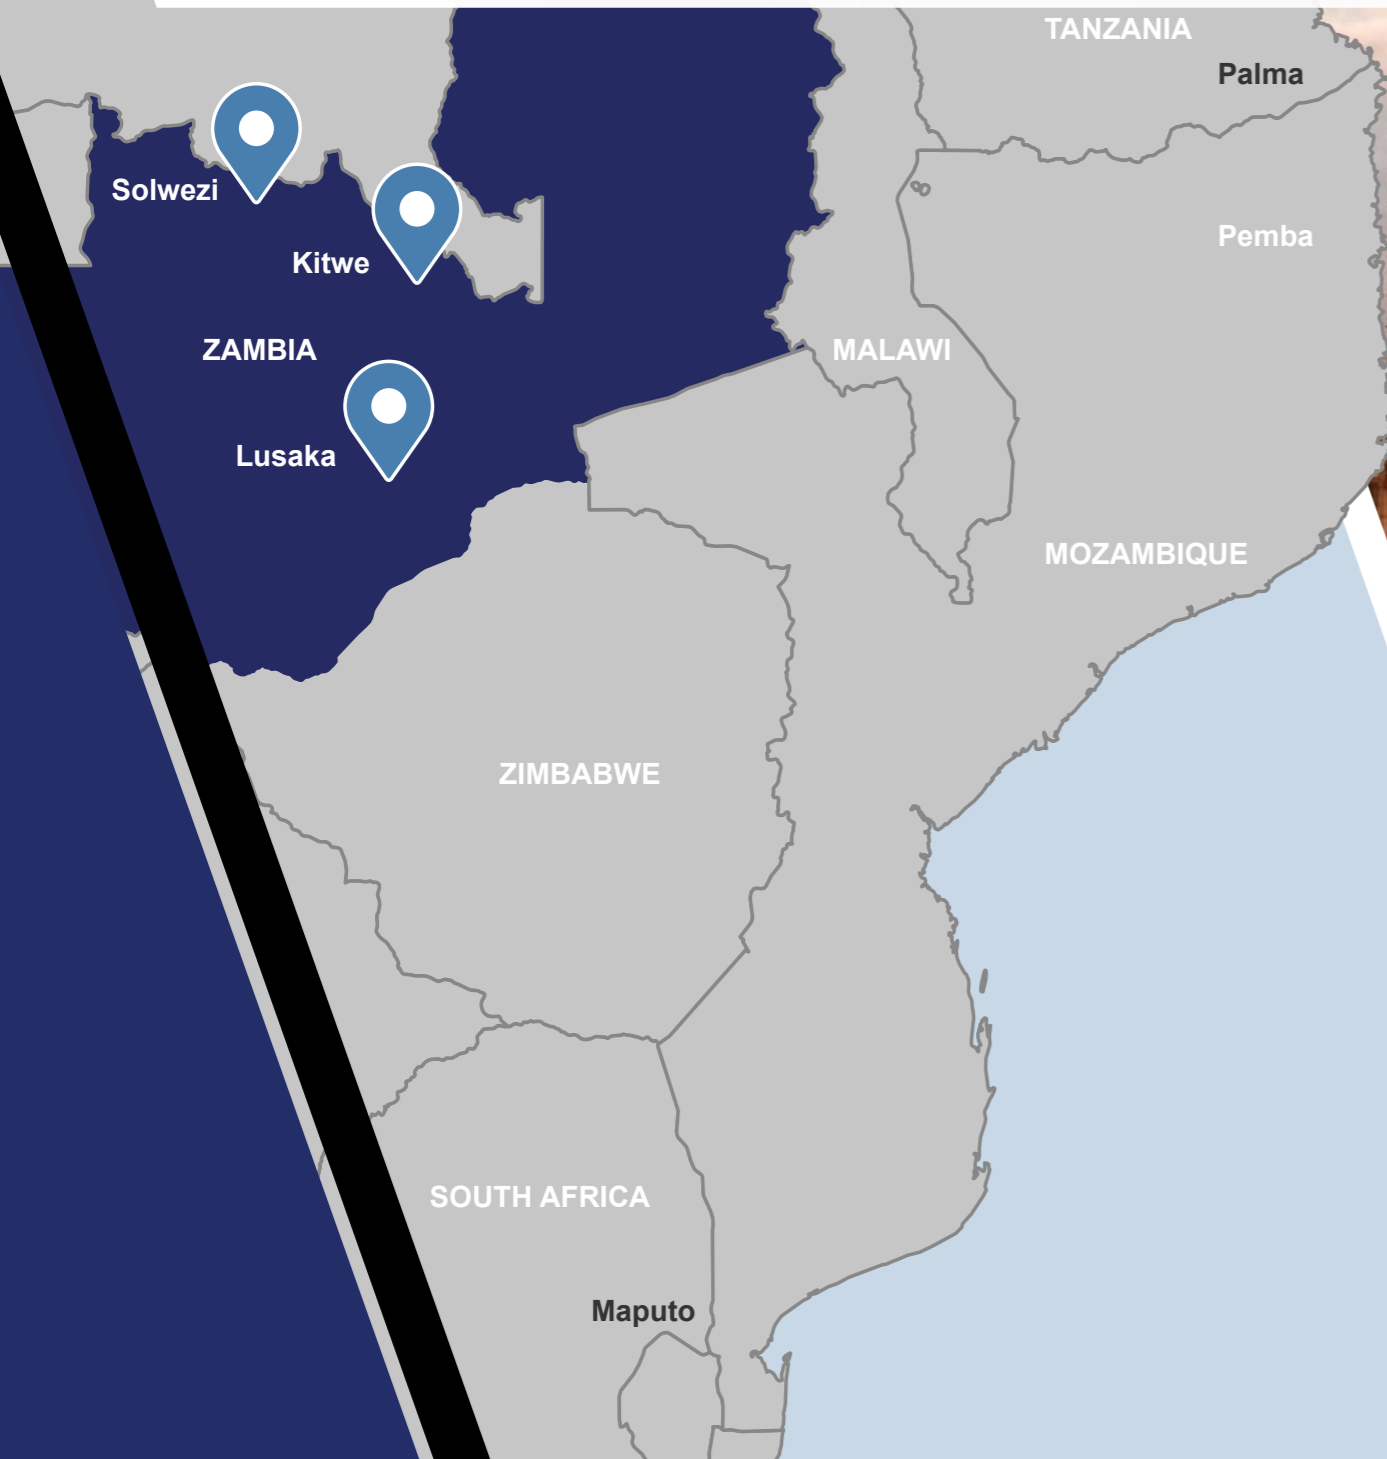 TANZANIA
Palma
Solwezi
Pemba
Kitwe
ZAMBIA
MALAWI
Lusaka
MOZAMBIQUE
ZIMBABWE
SOUTH AFRICA
Maputo